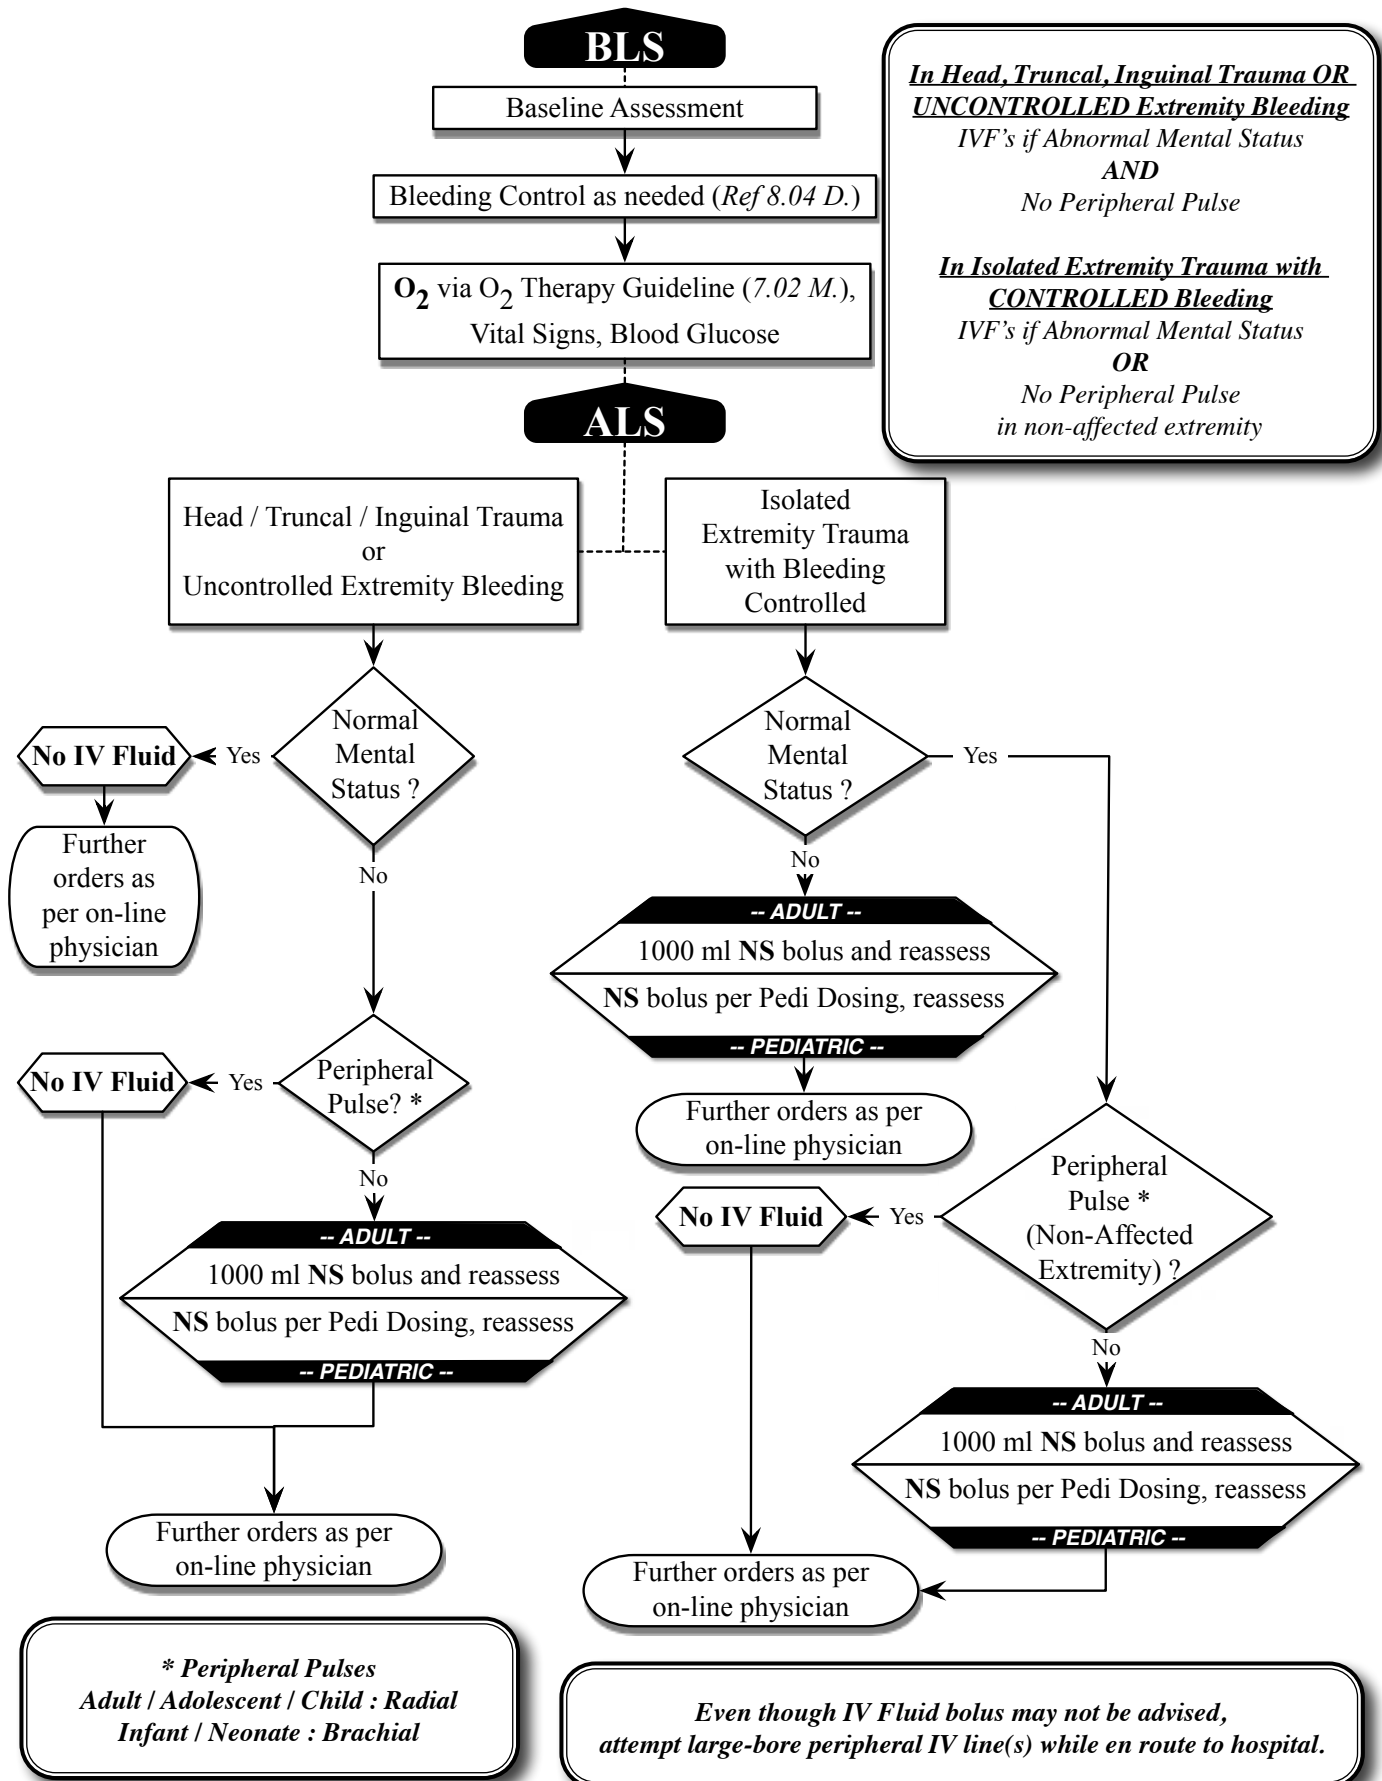 BLS
Baseline Assessment
Bleeding Control as needed (Ref 8.04 D.)
O2 via O2 Therapy Guideline (7.02 M.),
Vital Signs, Blood Glucose
In Head, Truncal, Inguinal Trauma OR
UNCONTROLLED Extremity Bleeding
IVF's if Abnormal Mental Status
AND
No Peripheral Pulse
In Isolated Extremity Trauma with
CONTROLLED Bleeding
IVF's if Abnormal Mental Status
OR
No Peripheral Pulse
in non-affected extremity
ALS
Head / Truncal / Inguinal Trauma
or
Uncontrolled Extremity Bleeding
Isolated
Extremity Trauma
with Bleeding
Controlled
Normal
Mental
Status ?
Yes
No IV Fluid
Further
orders as
per on-line
physician
No
Peripheral
Pulse? *
Yes
No IV Fluid
No
-- ADULT --
1000 ml NS bolus and reassess
NS bolus per Pedi Dosing, reassess
-- PEDIATRIC --
Further orders as per
on-line physician
Normal
Mental
Status ?
Yes
No
-- ADULT --
1000 ml NS bolus and reassess
NS bolus per Pedi Dosing, reassess
-- PEDIATRIC --
Further orders as per
on-line physician
Peripheral
Pulse *
(Non-Affected
Extremity) ?
Yes
No IV Fluid
No
-- ADULT --
1000 ml NS bolus and reassess
NS bolus per Pedi Dosing, reassess
-- PEDIATRIC --
Further orders as per
on-line physician
* Peripheral Pulses
Adult / Adolescent / Child : Radial
Infant / Neonate : Brachial
Even though IV Fluid bolus may not be advised,
attempt large-bore peripheral IV line(s) while en route to hospital.